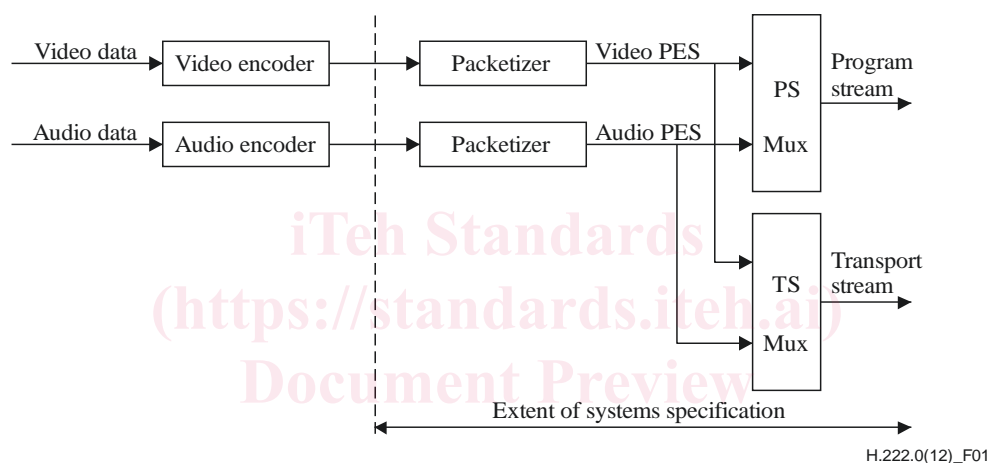 Video data
Video encoder
Packetizer
Video PES
PS
Mux
Program
stream
Audio data
Audio encoder
Packetizer
Audio PES
iTeh Standards
(https://standards.iteh.ai)
Document Preview
TS
Mux
Transport
stream
Extent of systems specification
H.222.0(12)_F01